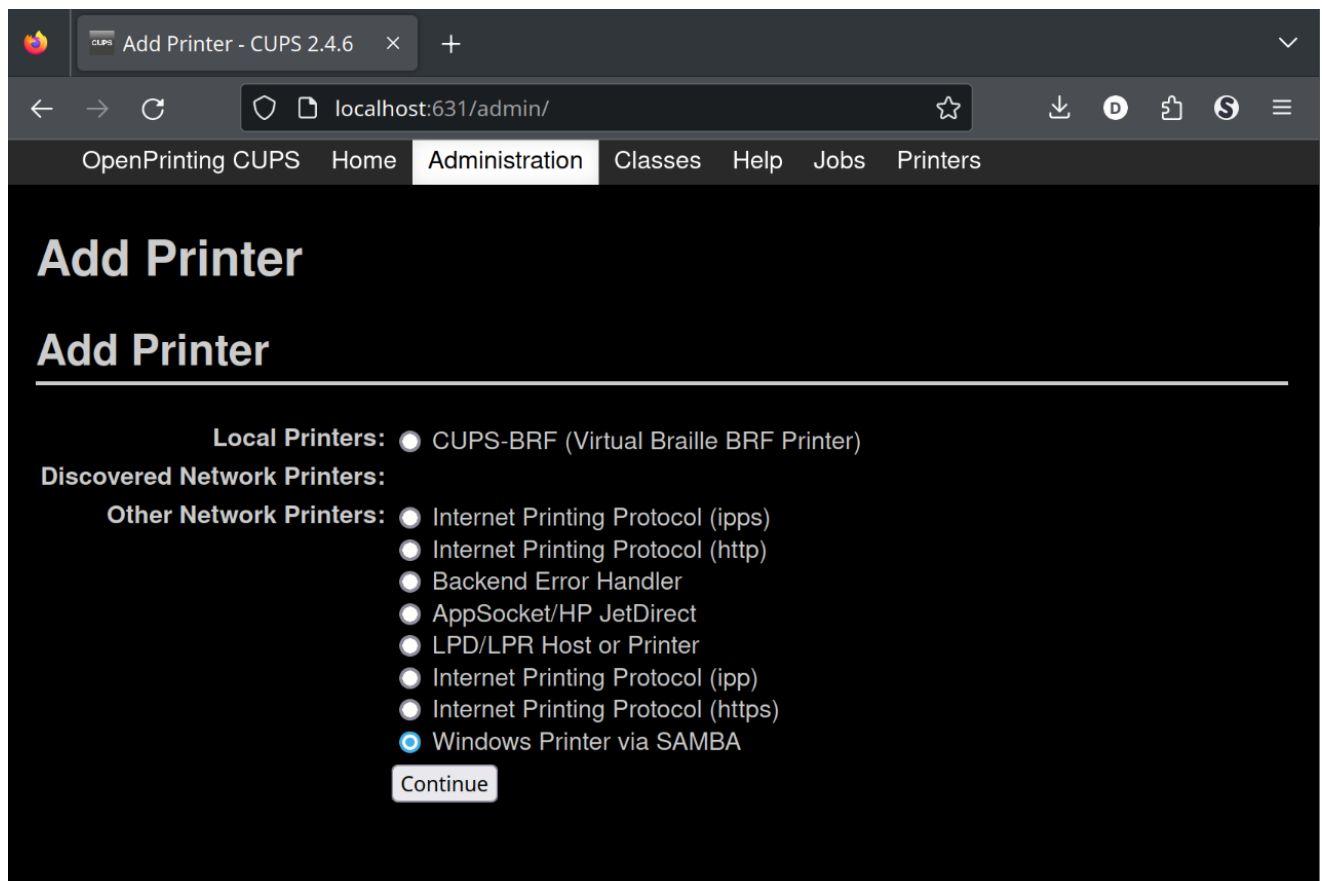 CUPS Add Printer - CUPS 2.4.6
localhost:631/admin/
D S
OpenPrinting CUPS Home Administration Classes Help Jobs Printers
Add Printer
Add Printer
Local Printers: CUPS-BRF (Virtual Braille BRF Printer)
Discovered Network Printers:
Other Network Printers: Internet Printing Protocol (ipps)
Internet Printing Protocol (http)
Backend Error Handler
AppSocket/HP JetDirect
LPD/LPR Host or Printer
Internet Printing Protocol (ipp)
Internet Printing Protocol (https)
Windows Printer via SAMBA
Continue